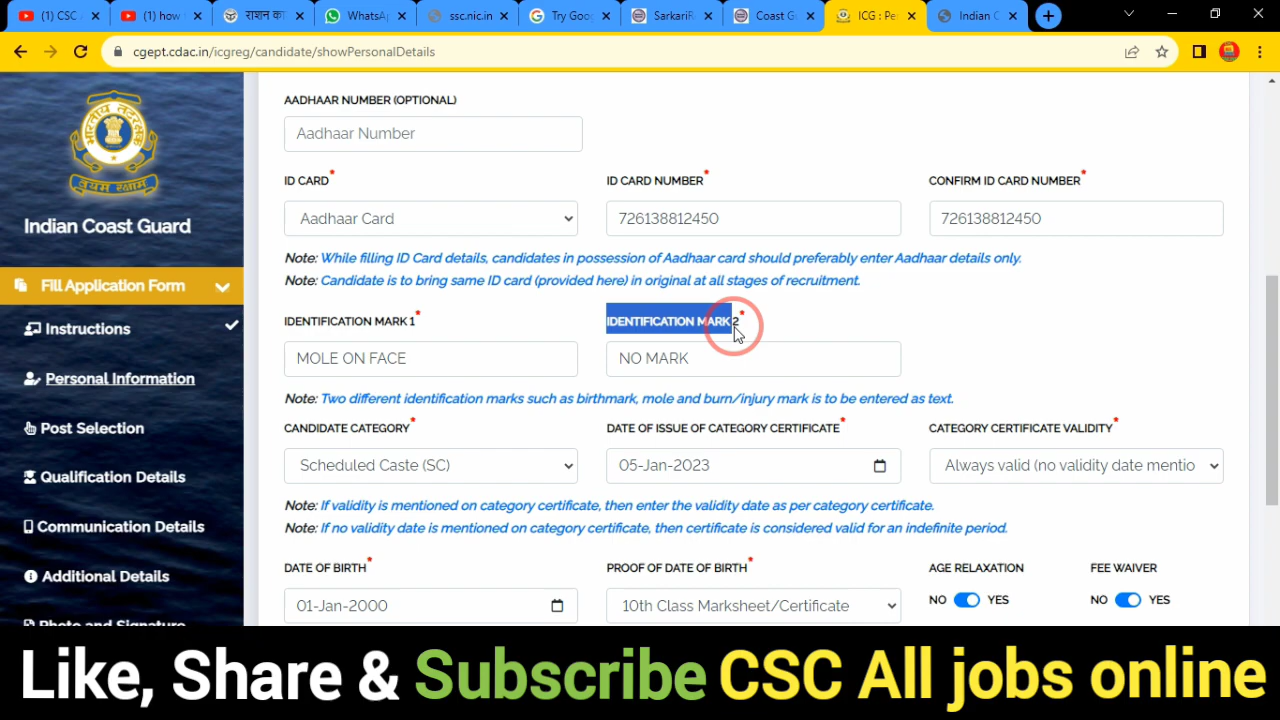 (1) CSC
(1) how
राशन का
WhatsA
ssc.nic.in
Try Goo
SarkariR
Coast G
ICG : Pe
Indian C
cgept.cdac.in/icgreg/candidate/showPersonalDetails
भारतीय तटरक्षक
वयम रक्षामः
Indian Coast Guard
Fill Application Form
Instructions
Personal Information
Post Selection
Qualification Details
Communication Details
Additional Details
Photo and Signature
AADHAAR NUMBER (OPTIONAL)
Aadhaar Number
ID CARD* ID CARD NUMBER* CONFIRM ID CARD NUMBER*
Aadhaar Card 726138812450 726138812450
Note: While filling ID Card details, candidates in possession of Aadhaar card should preferably enter Aadhaar details only.
Note: Candidate is to bring same ID card (provided here) in original at all stages of recruitment.
IDENTIFICATION MARK 1* IDENTIFICATION MARK 2*
MOLE ON FACE NO MARK
Note: Two different identification marks such as birthmark, mole and burn/injury mark is to be entered as text.
CANDIDATE CATEGORY* DATE OF ISSUE OF CATEGORY CERTIFICATE* CATEGORY CERTIFICATE VALIDITY*
Scheduled Caste (SC) 05-Jan-2023 Always valid (no validity date mentio
Note: If validity is mentioned on category certificate, then enter the validity date as per category certificate.
Note: If no validity date is mentioned on category certificate, then certificate is considered valid for an indefinite period.
DATE OF BIRTH* PROOF OF DATE OF BIRTH* AGE RELAXATION FEE WAIVER
01-Jan-2000 10th Class Marksheet/Certificate NO YES NO YES
Like, Share & Subscribe CSC All jobs online